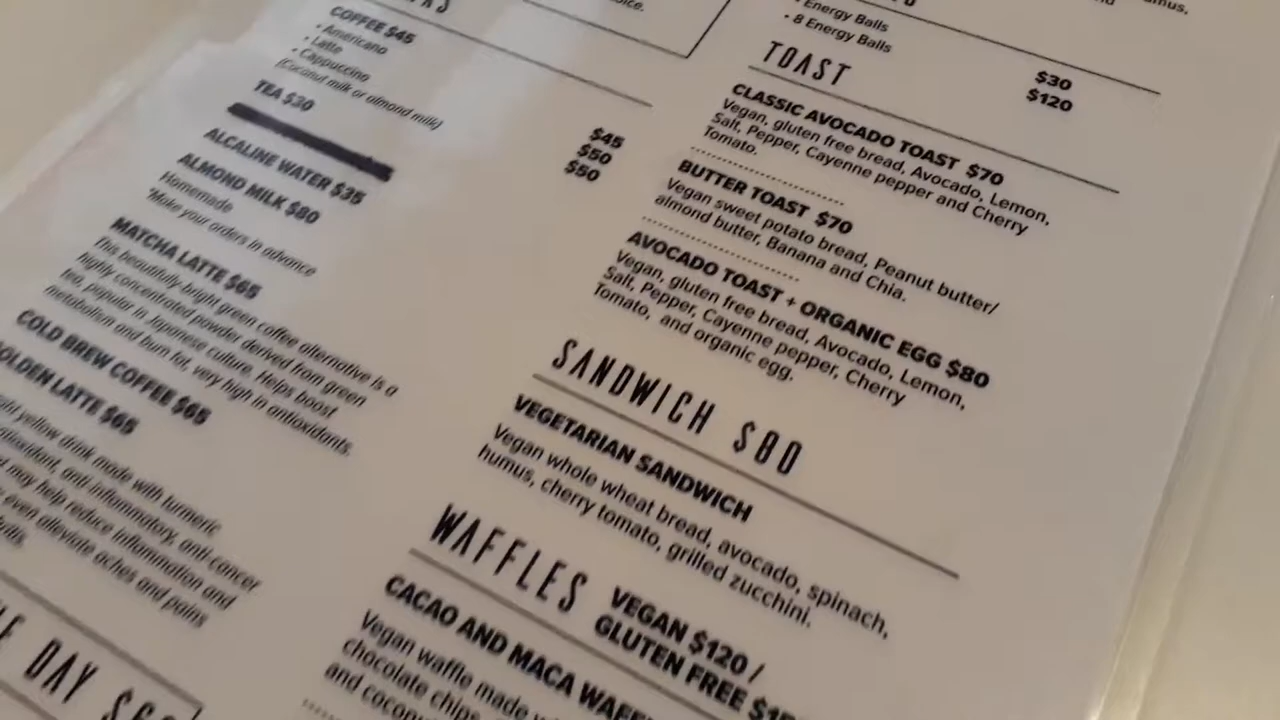 COFFEE $45
• Americano
• Latte
• Cappuccino
(Coconut milk or almond milk)
TEA $30
ALCALINE WATER $35
ALMOND MILK $80
Homemade
*Make your orders in advance
MATCHA LATTE $65
This beautifully-bright green coffee alternative is a
highly concentrated powder derived from green
tea, popular in Japanese culture. Helps boost
metabolism and burn fat, very high in antioxidants.
COLD BREW COFFEE $65
OLDEN LATTE $65
yellow drink made with turmeric
anti inflammatory, anti-cancer
may help reduce inflammation and
even alleviate aches and pains
DAY
$45
$50
$50
Energy Balls
• 8 Energy Balls
$30
$120
TOAST
CLASSIC AVOCADO TOAST $70
Vegan, gluten free bread, Avocado, Lemon,
Salt, Pepper, Cayenne pepper and Cherry
Tomato.
BUTTER TOAST $70
Vegan sweet potato bread, Peanut butter/
almond butter, Banana and Chia.
AVOCADO TOAST + ORGANIC EGG $80
Vegan, gluten free bread, Avocado, Lemon,
Salt, Pepper, Cayenne pepper, Cherry
Tomato, and organic egg.
SANDWICH $80
VEGETARIAN SANDWICH
Vegan whole wheat bread, avocado, spinach,
humus, cherry tomato, grilled zucchini.
WAFFLES VEGAN $120 /
GLUTEN FREE
CACAO AND MACA
Vegan waffle made
chocolate chips
and